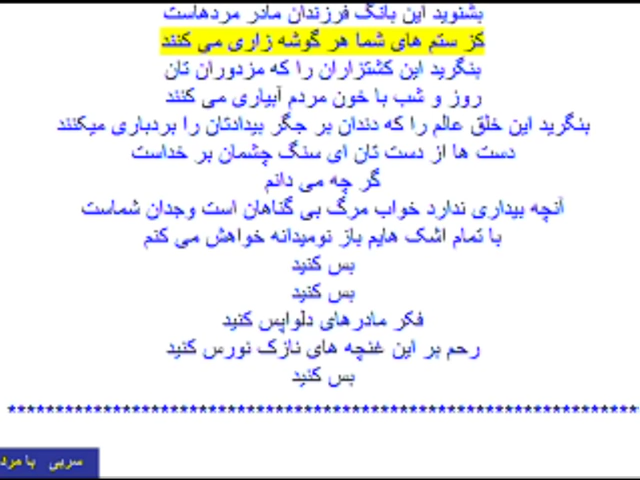 بشنوید این بانگ فرزندان مادر مردهاست
کز ستم های شما هر گوشه زاری می کنند
بنگرید این کشتزاران را که مزدوران تان
روز و شب با خون مردم آبیاری می کنند
بنگرید این خلق عالم را که دندان بر جگر بیدادتان را بردباری میکنند
دست ها از دست تان ای سنگ چشمان بر خداست
گر چه می دانم
آنچه بیداری ندارد خواب مرگ بی گناهان است وجدان شماست
با تمام اشک هایم باز نومیدانه خواهش می کنم
بس کنید
بس کنید
فکر مادرهای دلواپس کنید
رحم بر این غنچه های نازک نورس کنید
بس کنید
**********************************************************************
سربی با مرد